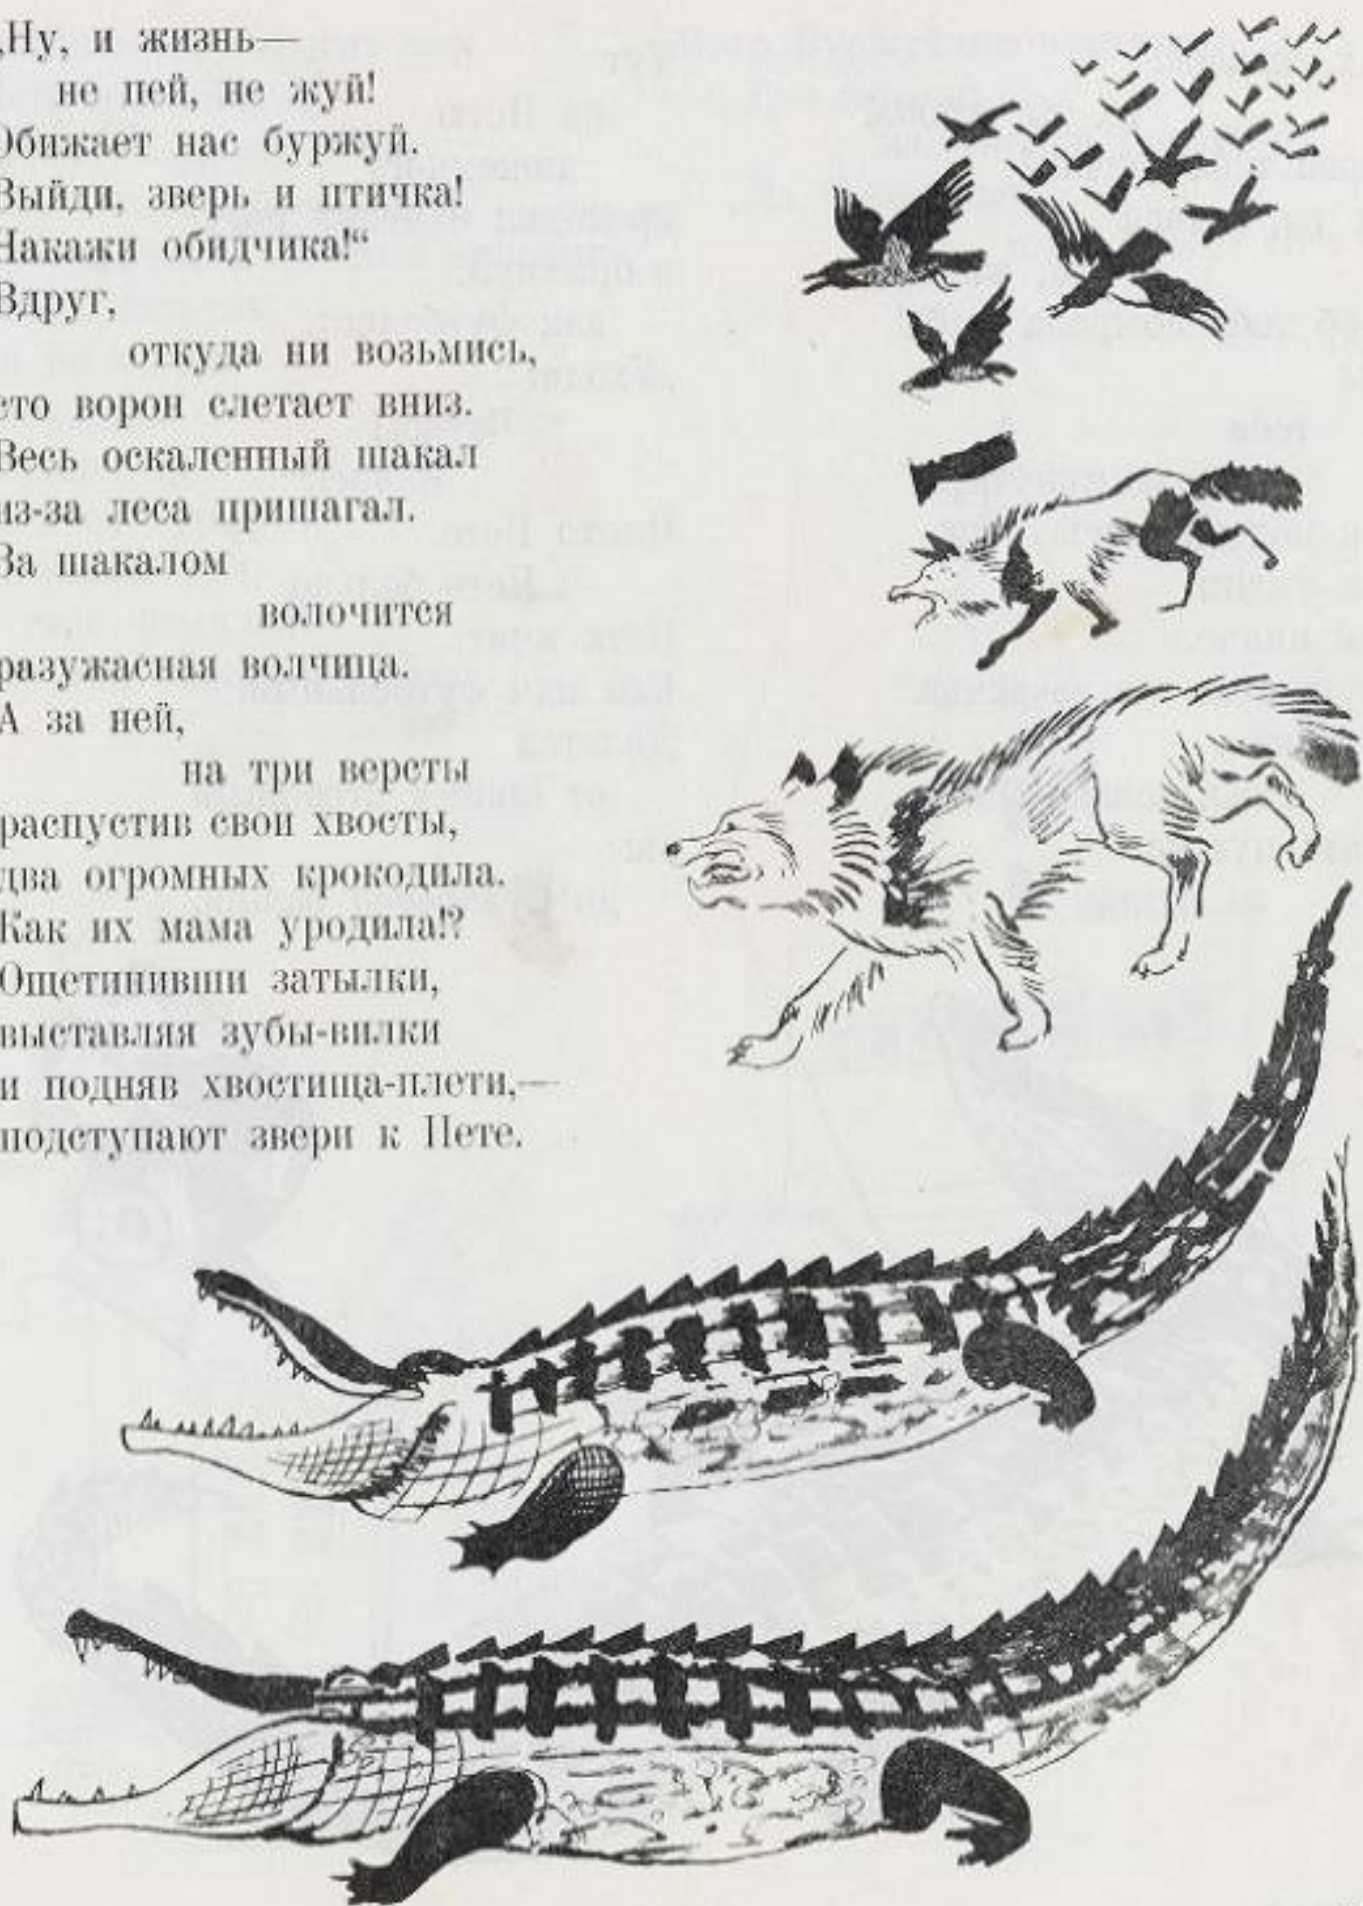 „Ну, и жизнь—
не пей, не жуй!
Обижает нас буржуй.
Выйди, зверь и птичка!
Накажи обидчика!“
Вдруг,
откуда ни возьмись,
сто ворон слетает вниз.
Весь оскаленный шакал
из-за леса пришагал.
За шакалом
волочится
разужасная волчица.
А за ней,
на три версты
распустив свои хвосты,
два огромных крокодила.
Как их мама уродила!?
Ощетинивши затылки,
выставляя зубы-вилки
и подняв хвостища-плети,—
подступают звери к Пете.